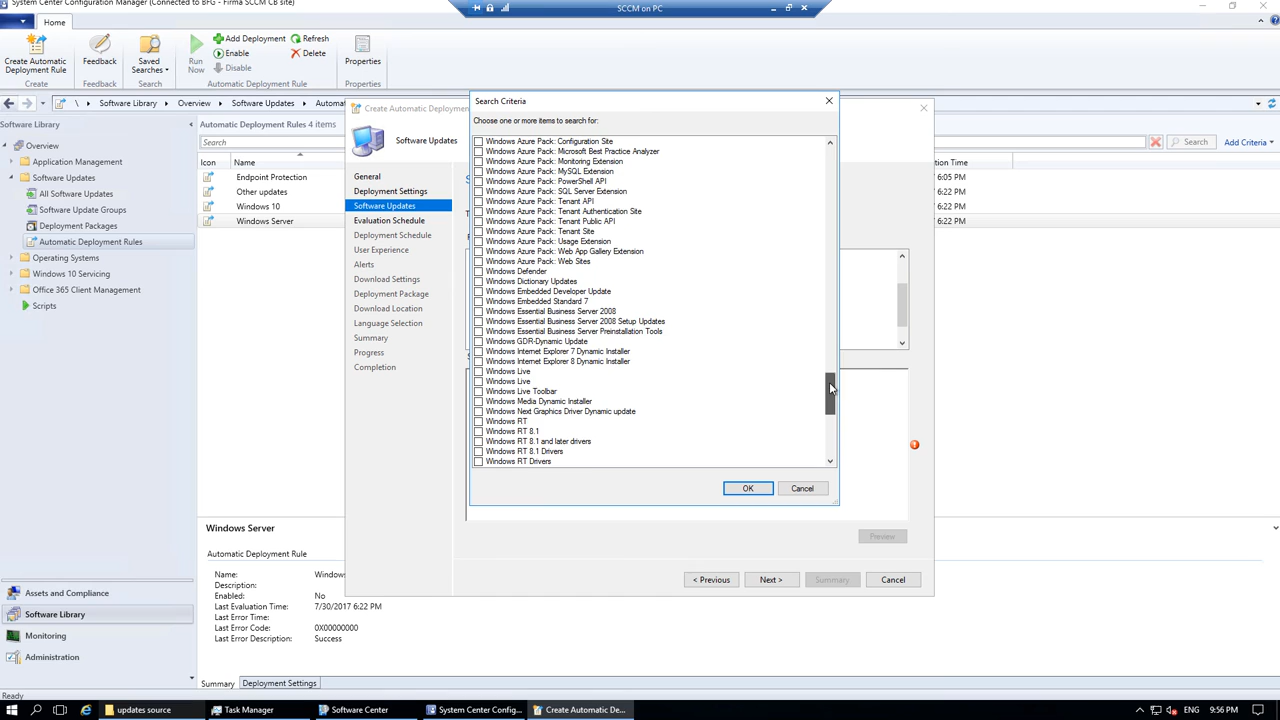 System Center Configuration Manager (Connected to BFG - Firma SCCM CB site)
SCCM on PC
Home
Create Automatic
Deployment Rule
Create
Feedback
Feedback
Saved
Searches
Search
Run
Now
Add Deployment
Enable
Disable
Refresh
Delete
Automatic Deployment Rule
Properties
Properties
\ Software Library Overview Software Updates
Software Library
Overview
Application Management
Software Updates
All Software Updates
Software Update Groups
Deployment Packages
Automatic Deployment Rules
Operating Systems
Windows 10 Servicing
Office 365 Client Management
Scripts
Assets and Compliance
Software Library
Monitoring
Administration
Automatic Deployment Rules 4 items
Search
Search
Add Criteria
Icon Name
Endpoint Protection
Other updates
Windows 10
Windows Server
6:05 PM
6:22 PM
6:22 PM
6:22 PM
Windows Server
Automatic Deployment Rule
Name:
Description:
Enabled: No
Last Evaluation Time: 7/30/2017 6:22 PM
Last Error Time:
Last Error Code: 0X00000000
Last Error Description: Success
Summary Deployment Settings
Ready
Software Updates
General
Deployment Settings
Software Updates
Evaluation Schedule
Deployment Schedule
User Experience
Alerts
Download Settings
Deployment Package
Download Location
Language Selection
Summary
Progress
Completion
Preview
< Previous Next > Summary Cancel
Search Criteria
Choose one or more items to search for:
Windows Azure Pack: Configuration Site
Windows Azure Pack: Microsoft Best Practice Analyzer
Windows Azure Pack: Monitoring Extension
Windows Azure Pack: MySQL Extension
Windows Azure Pack: PowerShell API
Windows Azure Pack: SQL Server Extension
Windows Azure Pack: Tenant API
Windows Azure Pack: Tenant Authentication Site
Windows Azure Pack: Tenant Public API
Windows Azure Pack: Tenant Site
Windows Azure Pack: Usage Extension
Windows Azure Pack: Web App Gallery Extension
Windows Azure Pack: Web Sites
Windows Defender
Windows Dictionary Updates
Windows Embedded Developer Update
Windows Embedded Standard 7
Windows Essential Business Server 2008
Windows Essential Business Server 2008 Setup Updates
Windows Essential Business Server Preinstallation Tools
Windows GDR-Dynamic Update
Windows Internet Explorer 7 Dynamic Installer
Windows Internet Explorer 8 Dynamic Installer
Windows Live
Windows Live
Windows Live Toolbar
Windows Media Dynamic Installer
Windows Next Graphics Driver Dynamic update
Windows RT
Windows RT 8.1
Windows RT 8.1 and later drivers
Windows RT 8.1 Drivers
Windows RT Drivers
OK Cancel
updates source
Task Manager
Software Center
System Center Config...
Create Automatic De...
ENG 9:56 PM